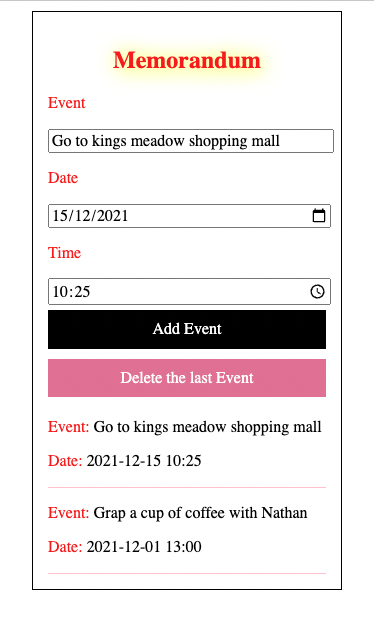 Memorandum
Event
Go to kings meadow shopping mall
Date
15/12/2021
Time
10:25
Add Event
Delete the last Event
Event: Go to kings meadow shopping mall
Date: 2021-12-15 10:25
Event: Grap a cup of coffee with Nathan
Date: 2021-12-01 13:00